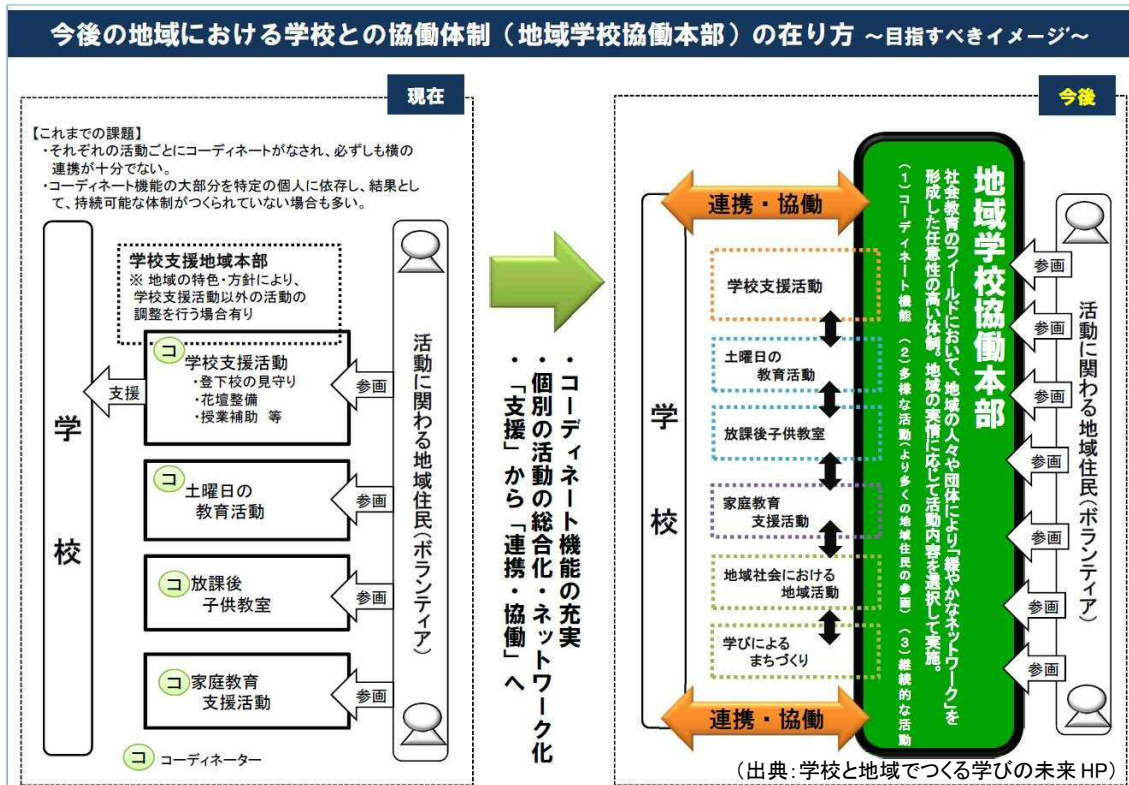 今後の地域における学校との協働体制（地域学校協働本部）の在り方 ～目指すべきイメージ～
現在
【これまでの課題】
・それぞれの活動ごとにコーディネートがなされ、必ずしも横の
連携が十分でない。
・コーディネート機能の大部分を特定の個人に依存し、結果とし
て、持続可能な体制がつくられていない場合も多い。
学校
支援
学校支援地域本部
※ 地域の特色・方針により、
学校支援活動以外の活動の
調整を行う場合有り
コ 学校支援活動
・登下校の見守り
・花壇整備
・授業補助 等
コ 土曜日の
教育活動
コ 放課後
子供教室
コ 家庭教育
支援活動
参画
参画
参画
参画
活動に関わる地域住民（ボランティア）
コ コーディネーター
・コーディネート機能の充実
・個別の活動の総合化・ネットワーク化
・「支援」から「連携・協働」へ
今後
学校
連携・協働
学校支援活動
土曜日の
教育活動
放課後子供教室
家庭教育
支援活動
地域社会における
地域活動
学びによる
まちづくり
連携・協働
地域学校協働本部
社会教育のフィールドにおいて、地域の人々や団体により「緩やかなネットワーク」を
形成した任意性の高い体制。地域の実情に応じて活動内容を選択して実施。
（１）コーディネート機能 （２）多様な活動（より多くの地域住民の参画） （３）継続的な活動
参画
参画
参画
参画
参画
参画
参画
活動に関わる地域住民（ボランティア）
（出典：学校と地域でつくる学びの未来HP）